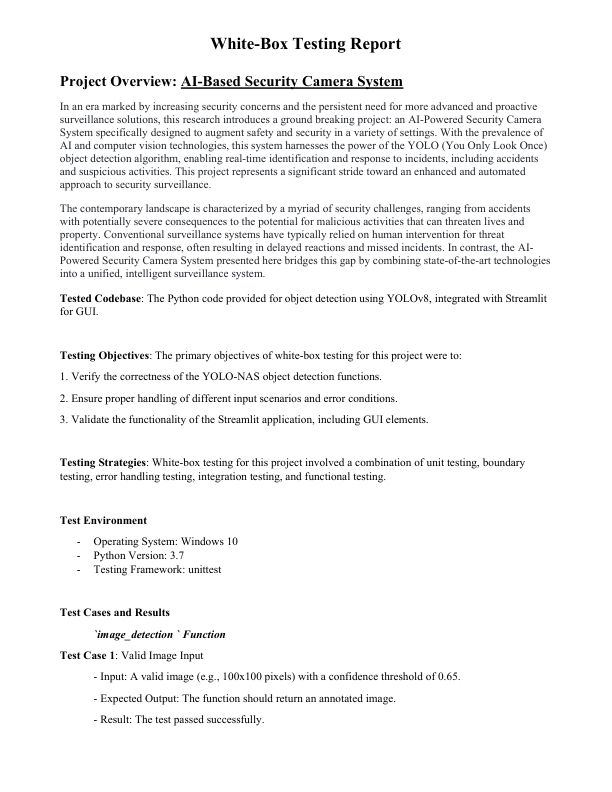 White-Box Testing Report
Project Overview: AI-Based Security Camera System
In an era marked by increasing security concerns and the persistent need for more advanced and proactive
surveillance solutions, this research introduces a ground breaking project: an AI-Powered Security Camera
System specifically designed to augment safety and security in a variety of settings. With the prevalence of
AI and computer vision technologies, this system harnesses the power of the YOLO (You Only Look Once)
object detection algorithm, enabling real-time identification and response to incidents, including accidents
and suspicious activities. This project represents a significant stride toward an enhanced and automated
approach to security surveillance.
The contemporary landscape is characterized by a myriad of security challenges, ranging from accidents
with potentially severe consequences to the potential for malicious activities that can threaten lives and
property. Conventional surveillance systems have typically relied on human intervention for threat
identification and response, often resulting in delayed reactions and missed incidents. In contrast, the AI-
Powered Security Camera System presented here bridges this gap by combining state-of-the-art technologies
into a unified, intelligent surveillance system.
Tested Codebase: The Python code provided for object detection using YOLOv8, integrated with Streamlit
for GUI.
Testing Objectives: The primary objectives of white-box testing for this project were to:
1. Verify the correctness of the YOLO-NAS object detection functions.
2. Ensure proper handling of different input scenarios and error conditions.
3. Validate the functionality of the Streamlit application, including GUI elements.
Testing Strategies: White-box testing for this project involved a combination of unit testing, boundary
testing, error handling testing, integration testing, and functional testing.
Test Environment
- Operating System: Windows 10
- Python Version: 3.7
- Testing Framework: unittest
Test Cases and Results
`image_detection ` Function
Test Case 1: Valid Image Input
- Input: A valid image (e.g., 100x100 pixels) with a confidence threshold of 0.65.
- Expected Output: The function should return an annotated image.
- Result: The test passed successfully.